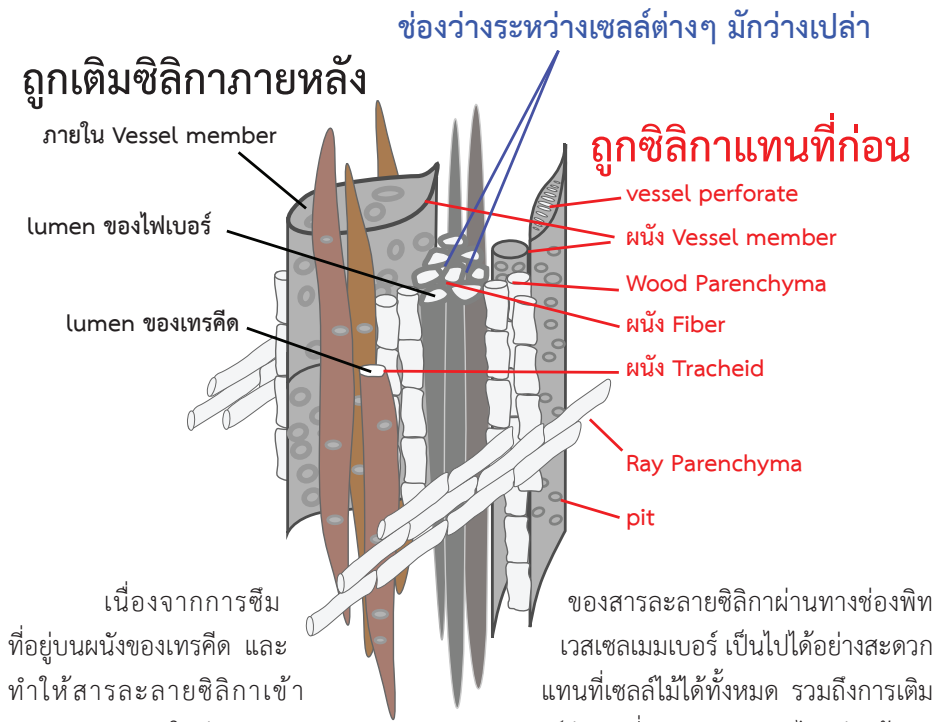 ช่องว่างระหว่างเซลล์ต่างๆ มักว่างเปล่า
ถูกเติมซิลิกาภายหลัง
ภายใน Vessel member
lumen ของไฟเบอร์
lumen ของเทรคีด
ถูกซิลิกาแทนที่ก่อน
vessel perforate
ผนัง Vessel member
Wood Parenchyma
ผนัง Fiber
ผนัง Tracheid
Ray Parenchyma
pit
เนื่องจากการซึม ของสารละลายซิลิกาผ่านทางช่องพิท
ที่อยู่บนผนังของเทรคีด และ เวสเซลเมมเบอร์ เป็นไปได้อย่างสะดวก
ทำให้สารละลายซิลิกาเข้า แทนที่เซลล์ไม้ได้ทั้งหมด รวมถึงการเติม